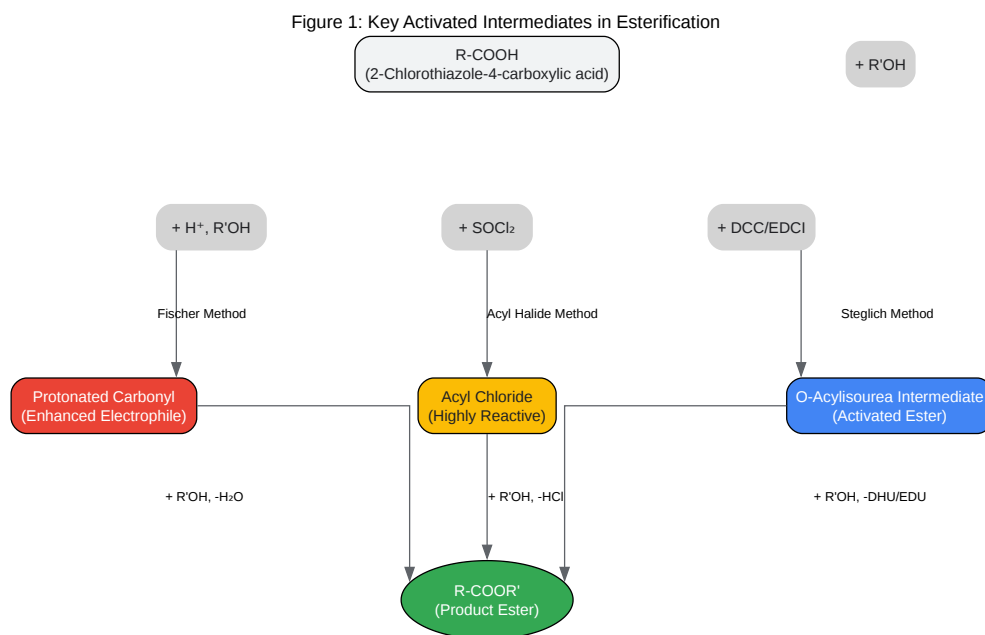 Figure 1: Key Activated Intermediates in Esterification
R-COOH
(2-Chlorothiazole-4-carboxylic acid)
+ R'OH
+ H⁺, R'OH
+ SOCl₂
+ DCC/EDCI
Fischer Method
Acyl Halide Method
Steglich Method
Protonated Carbonyl
(Enhanced Electrophile)
Acyl Chloride
(Highly Reactive)
O-Acylisourea Intermediate
(Activated Ester)
+ R'OH, -H₂O
+ R'OH, -HCl
+ R'OH, -DHU/EDU
R-COOR'
(Product Ester)